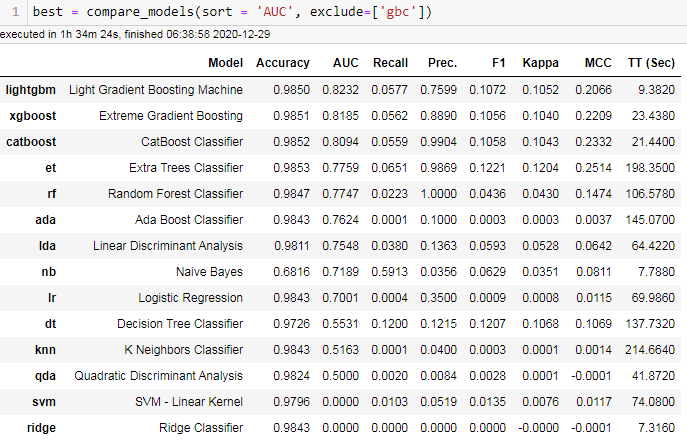 1 best = compare_models(sort = 'AUC', exclude=['gbc'])
executed in 1h 34m 24s, finished 06:38:58 2020-12-29
Model Accuracy AUC Recall Prec. F1 Kappa MCC TT (Sec)
lightgbm Light Gradient Boosting Machine 0.9850 0.8232 0.0577 0.7599 0.1072 0.1052 0.2066 9.3820
xgboost Extreme Gradient Boosting 0.9851 0.8185 0.0562 0.8890 0.1056 0.1040 0.2209 23.4380
catboost CatBoost Classifier 0.9852 0.8094 0.0559 0.9904 0.1058 0.1043 0.2332 21.4400
et Extra Trees Classifier 0.9853 0.7759 0.0651 0.9869 0.1221 0.1204 0.2514 198.3500
rf Random Forest Classifier 0.9847 0.7747 0.0223 1.0000 0.0436 0.0430 0.1474 106.5780
ada Ada Boost Classifier 0.9843 0.7624 0.0001 0.1000 0.0003 0.0003 0.0037 145.0700
lda Linear Discriminant Analysis 0.9811 0.7548 0.0380 0.1363 0.0593 0.0528 0.0642 64.4220
nb Naive Bayes 0.6816 0.7189 0.5913 0.0356 0.0629 0.0351 0.0811 7.7880
lr Logistic Regression 0.9843 0.7001 0.0004 0.3500 0.0009 0.0008 0.0115 69.9860
dt Decision Tree Classifier 0.9726 0.5531 0.1200 0.1215 0.1207 0.1068 0.1069 137.7320
knn K Neighbors Classifier 0.9843 0.5163 0.0001 0.0400 0.0003 0.0001 0.0014 214.6640
qda Quadratic Discriminant Analysis 0.9824 0.5000 0.0020 0.0084 0.0028 0.0001 -0.0001 41.8720
svm SVM - Linear Kernel 0.9796 0.0000 0.0103 0.0519 0.0135 0.0076 0.0117 74.0800
ridge Ridge Classifier 0.9843 0.0000 0.0000 0.0000 0.0000 -0.0000 -0.0001 7.3160